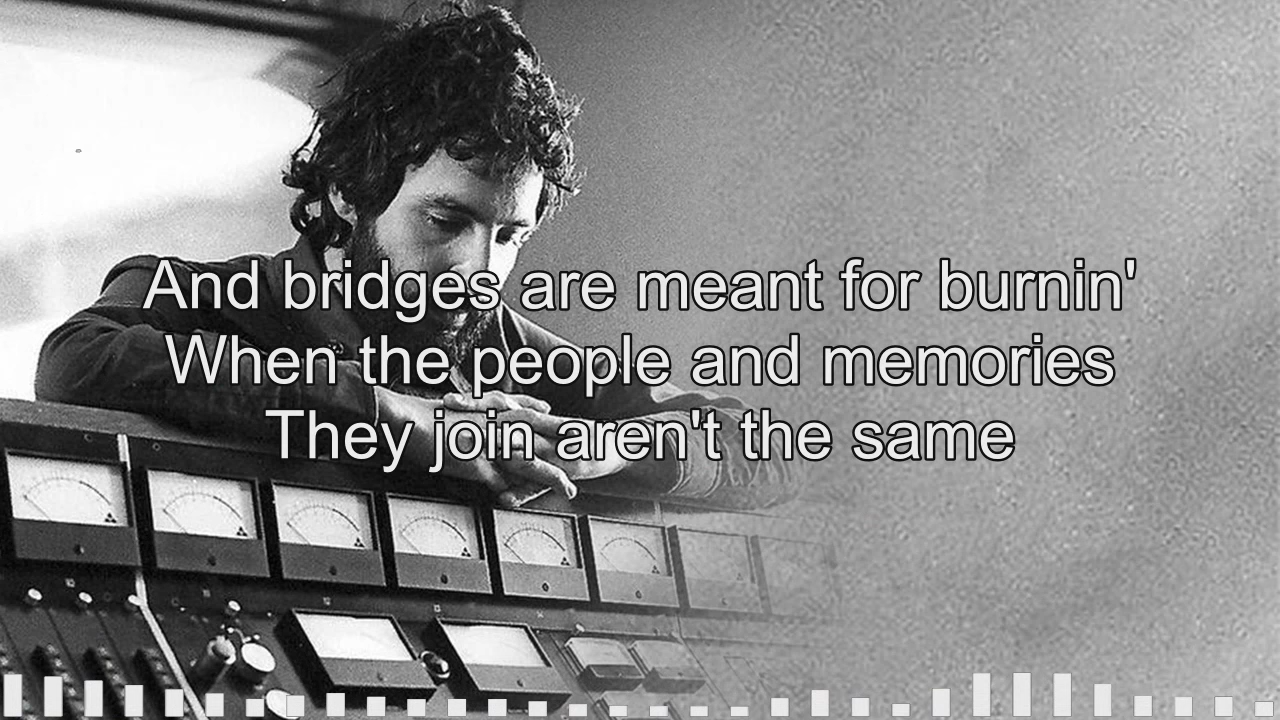 And bridges are meant for burnin'
When the people and memories
They join aren't the same